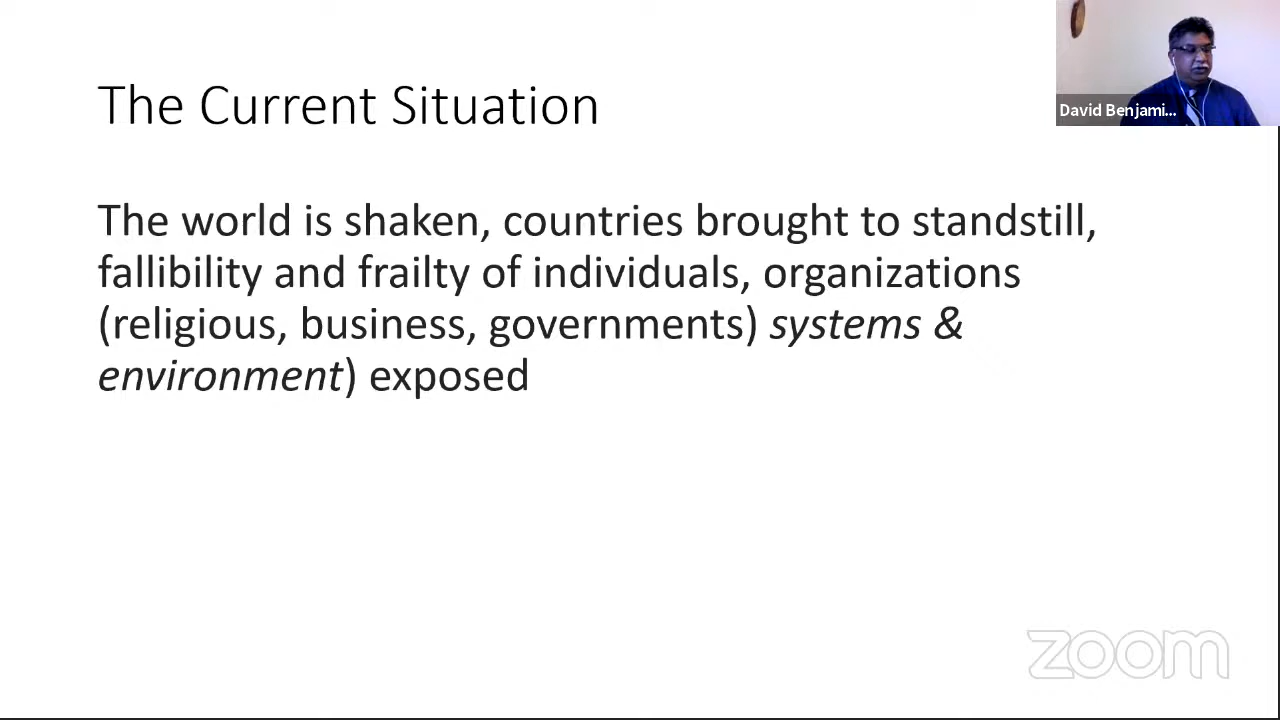 The Current Situation
David Benjami...
The world is shaken, countries brought to standstill,
fallibility and frailty of individuals, organizations
(religious, business, governments) systems &
environment) exposed
zoom